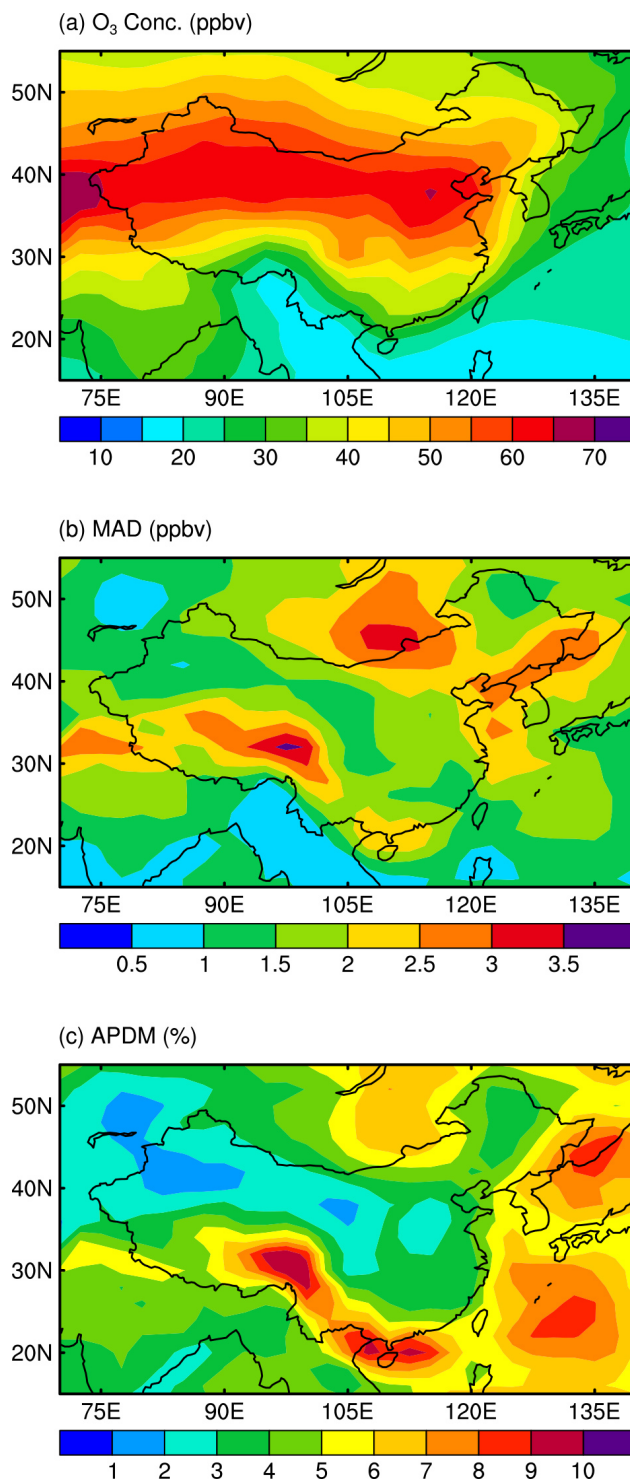 (a) O₃ Conc. (ppbv)
50N
40N
30N
20N
75E 90E 105E 120E 135E
10 20 30 40 50 60 70
(b) MAD (ppbv)
50N
40N
30N
20N
75E 90E 105E 120E 135E
0.5 1 1.5 2 2.5 3 3.5
(c) APDM (%)
50N
40N
30N
20N
75E 90E 105E 120E 135E
1 2 3 4 5 6 7 8 9 10